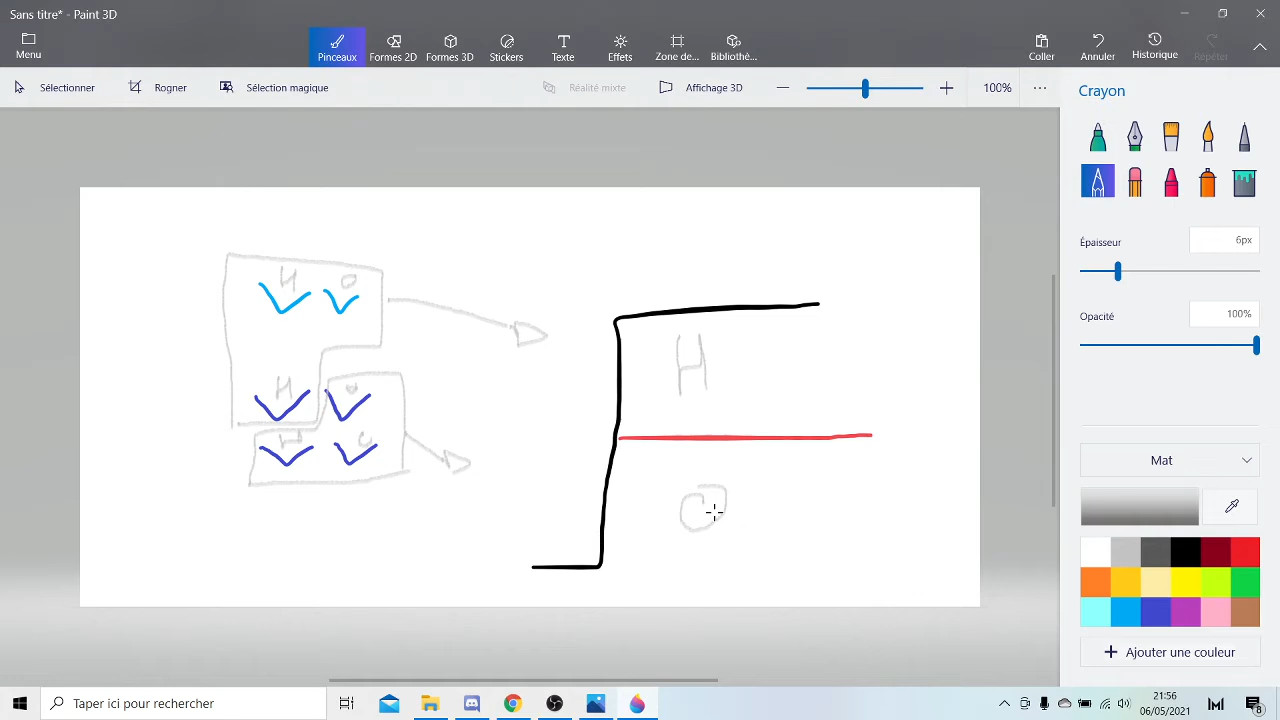 Sans titre* - Paint 3D
Menu
Pinceaux
Formes 2D
Formes 3D
Stickers
Texte
Effets
Zone de...
Bibliothè...
Coller
Annuler
Historique
Répéter
Sélectionner
Rogner
Sélection magique
Réalité mixte
Affichage 3D
100%
Crayon
Épaisseur
6px
Opacité
100%
Mat
Ajouter une couleur
H O
H
H
H
O
Taper ici pour rechercher
21:56
06/05/2021
8